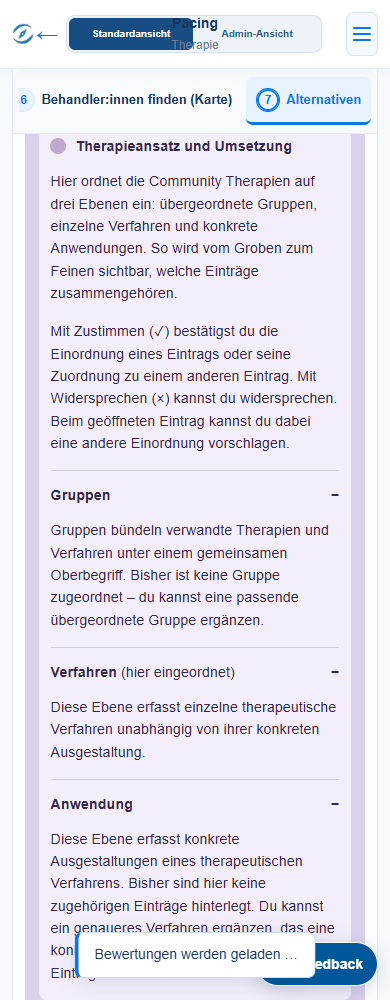 Pacing
Standardansicht
Admin-Ansicht
Therapie
6 Behandler:innen finden (Karte)
7 Alternativen
Therapieansatz und Umsetzung
Hier ordnet die Community Therapien auf
drei Ebenen ein: übergeordnete Gruppen,
einzelne Verfahren und konkrete
Anwendungen. So wird vom Groben zum
Feinen sichtbar, welche Einträge
zusammengehören.
Mit Zustimmen (✓) bestätigst du die
Einordnung eines Eintrags oder seine
Zuordnung zu einem anderen Eintrag. Mit
Widersprechen (×) kannst du widersprechen.
Beim geöffneten Eintrag kannst du dabei
eine andere Einordnung vorschlagen.
Gruppen −
Gruppen bündeln verwandte Therapien und
Verfahren unter einem gemeinsamen
Oberbegriff. Bisher ist keine Gruppe
zugeordnet – du kannst eine passende
übergeordnete Gruppe ergänzen.
Verfahren (hier eingeordnet) −
Diese Ebene erfasst einzelne therapeutische
Verfahren unabhängig von ihrer konkreten
Ausgestaltung.
Anwendung −
Diese Ebene erfasst konkrete
Ausgestaltungen eines therapeutischen
Verfahrens. Bisher sind hier keine
zugehörigen Einträge hinterlegt. Du kannst
ein genaueres Verfahren ergänzen, das eine
Bewertungen werden geladen …